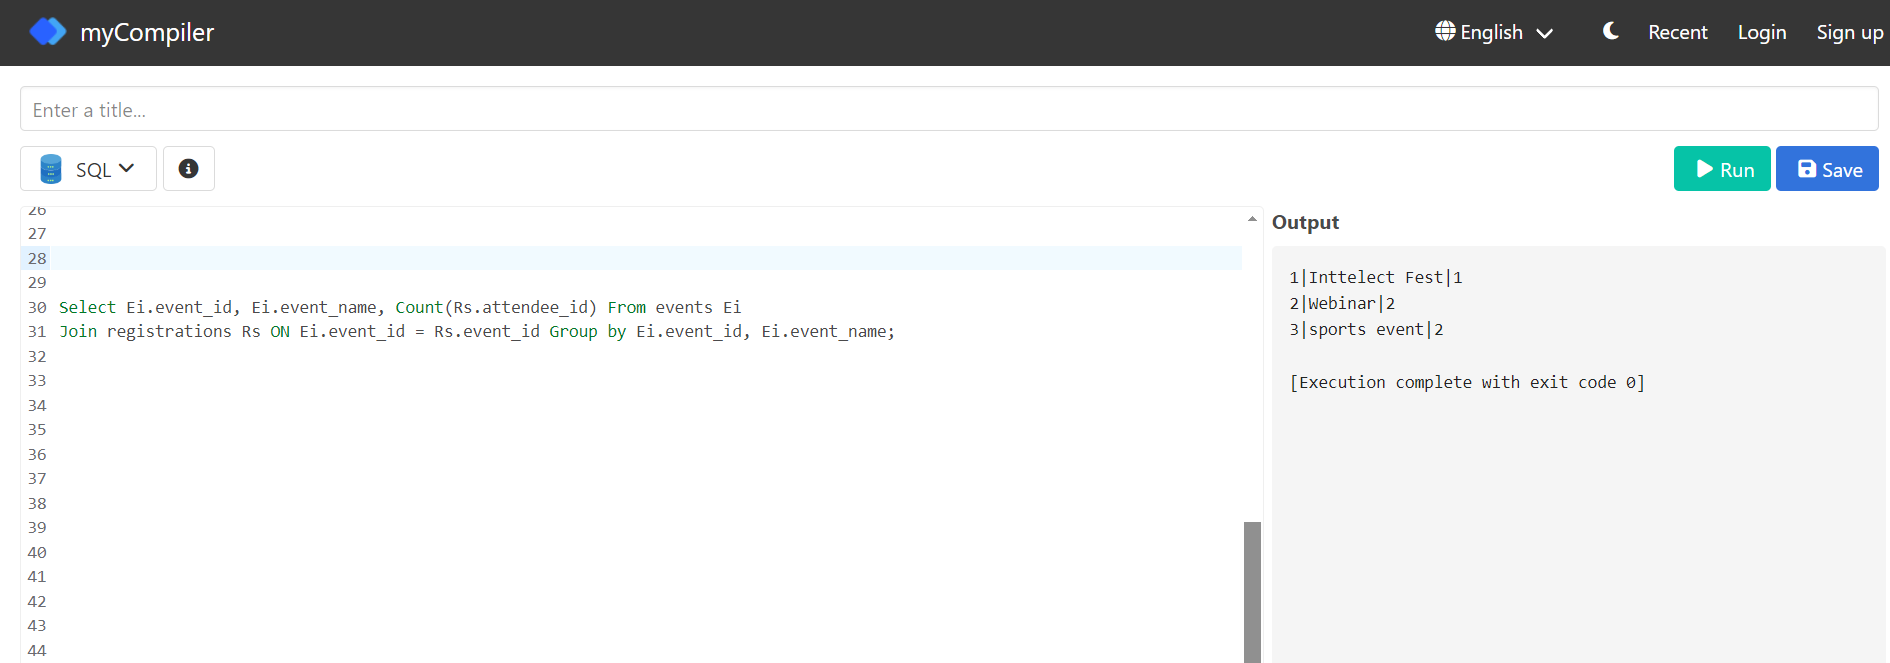 myCompiler
English
Recent
Login
Sign up
Enter a title...
SQL
Run
Save
26
27
28
29
30 Select Ei.event_id, Ei.event_name, Count(Rs.attendee_id) From events Ei
31 Join registrations Rs ON Ei.event_id = Rs.event_id Group by Ei.event_id, Ei.event_name;
32
33
34
35
36
37
38
39
40
41
42
43
44
Output
1|Inttelect Fest|1
2|Webinar|2
3|sports event|2
[Execution complete with exit code 0]